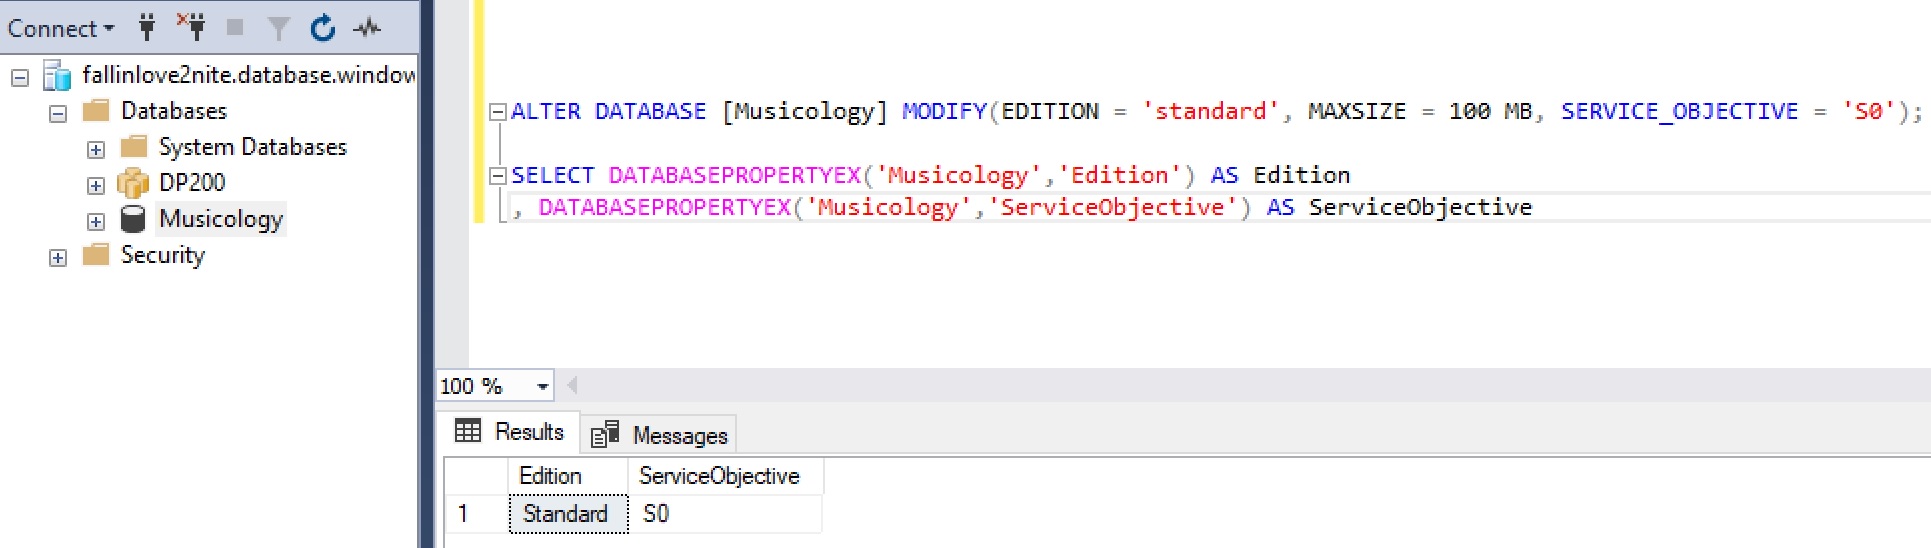 Connect
fallinlove2nite.database.window
Databases
System Databases
DP200
Musicology
Security
ALTER DATABASE [Musicology] MODIFY(EDITION = 'standard', MAXSIZE = 100 MB, SERVICE_OBJECTIVE = 'S0');
SELECT DATABASEPROPERTYEX('Musicology','Edition') AS Edition
, DATABASEPROPERTYEX('Musicology','ServiceObjective') AS ServiceObjective
100 %
Results Messages
Edition ServiceObjective
1 Standard S0